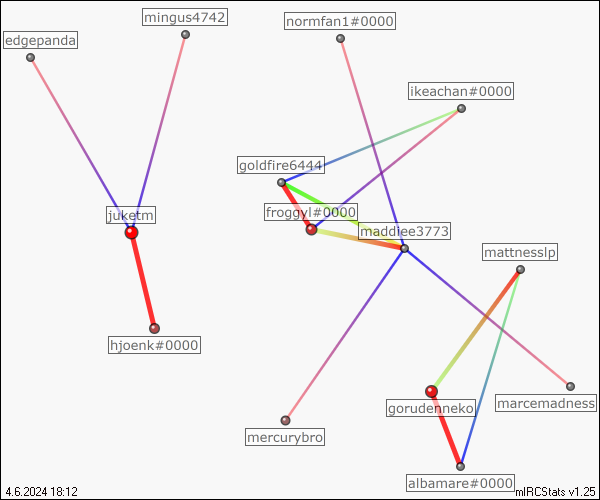 mingus4742
normfan1#0000
edgepanda
ikeachan#0000
goldfire6444
froggyl#0000
juketm
maddiee3773
mattnesslp
hjoenk#0000
marcemadness
gorudenneko
mercurybro
albamare#0000
4.6.2024 18:12
mIRCStats v1.25